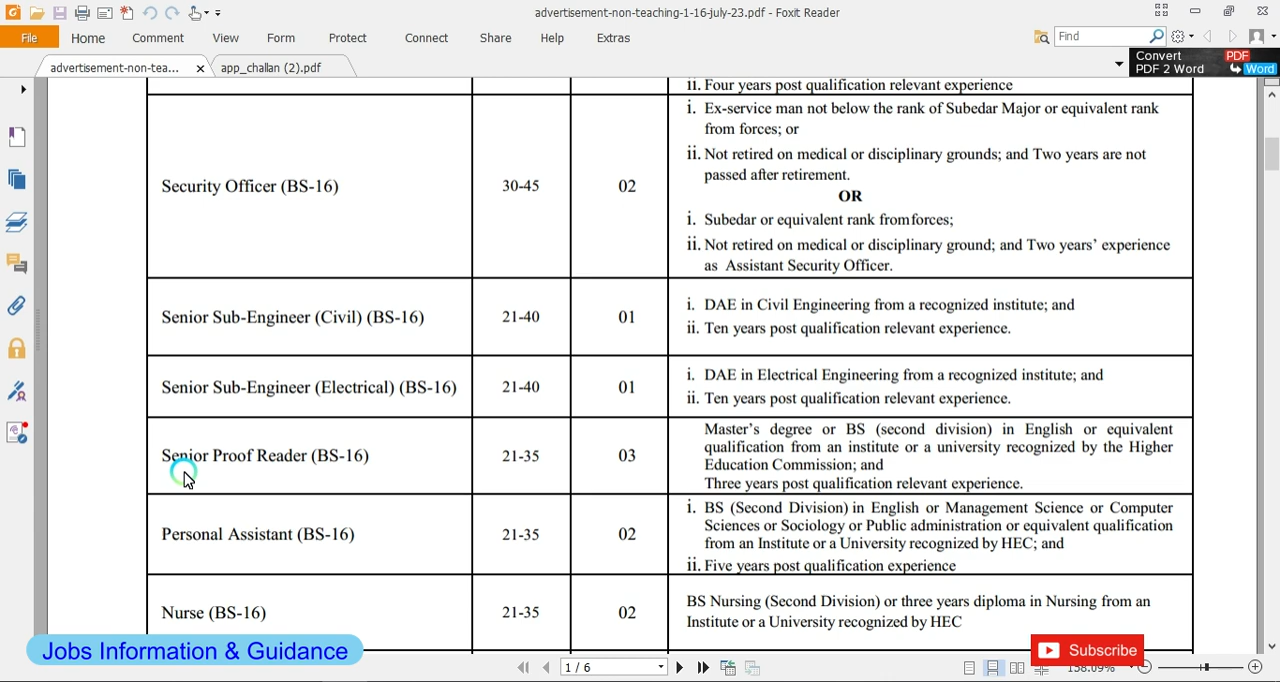 advertisement-non-teaching-1-16-july-23.pdf - Foxit Reader
File Home Comment View Form Protect Connect Share Help Extras
Find
advertisement-non-tea... x app_challan (2).pdf
Convert PDF
PDF 2 Word Word
ii. Four years post qualification relevant experience
Security Officer (BS-16) 30-45 02
i. Ex-service man not below the rank of Subedar Major or equivalent rank
from forces; or
ii. Not retired on medical or disciplinary grounds; and Two years are not
passed after retirement.
OR
i. Subedar or equivalent rank fromforces;
ii. Not retired on medical or disciplinary ground; and Two years' experience
as Assistant Security Officer.
Senior Sub-Engineer (Civil) (BS-16) 21-40 01
i. DAE in Civil Engineering from a recognized institute; and
ii. Ten years post qualification relevant experience.
Senior Sub-Engineer (Electrical) (BS-16) 21-40 01
i. DAE in Electrical Engineering from a recognized institute; and
ii. Ten years post qualification relevant experience.
Senior Proof Reader (BS-16) 21-35 03
Master's degree or BS (second division) in English or equivalent
qualification from an institute or a university recognized by the Higher
Education Commission; and
Three years post qualification relevant experience.
Personal Assistant (BS-16) 21-35 02
i. BS (Second Division) in English or Management Science or Computer
Sciences or Sociology or Public administration or equivalent qualification
from an Institute or a University recognized by HEC; and
ii. Five years post qualification experience
Nurse (BS-16) 21-35 02
BS Nursing (Second Division) or three years diploma in Nursing from an
Institute or a University recognized by HEC
Jobs Information & Guidance
Subscribe
1 / 6
138.09%